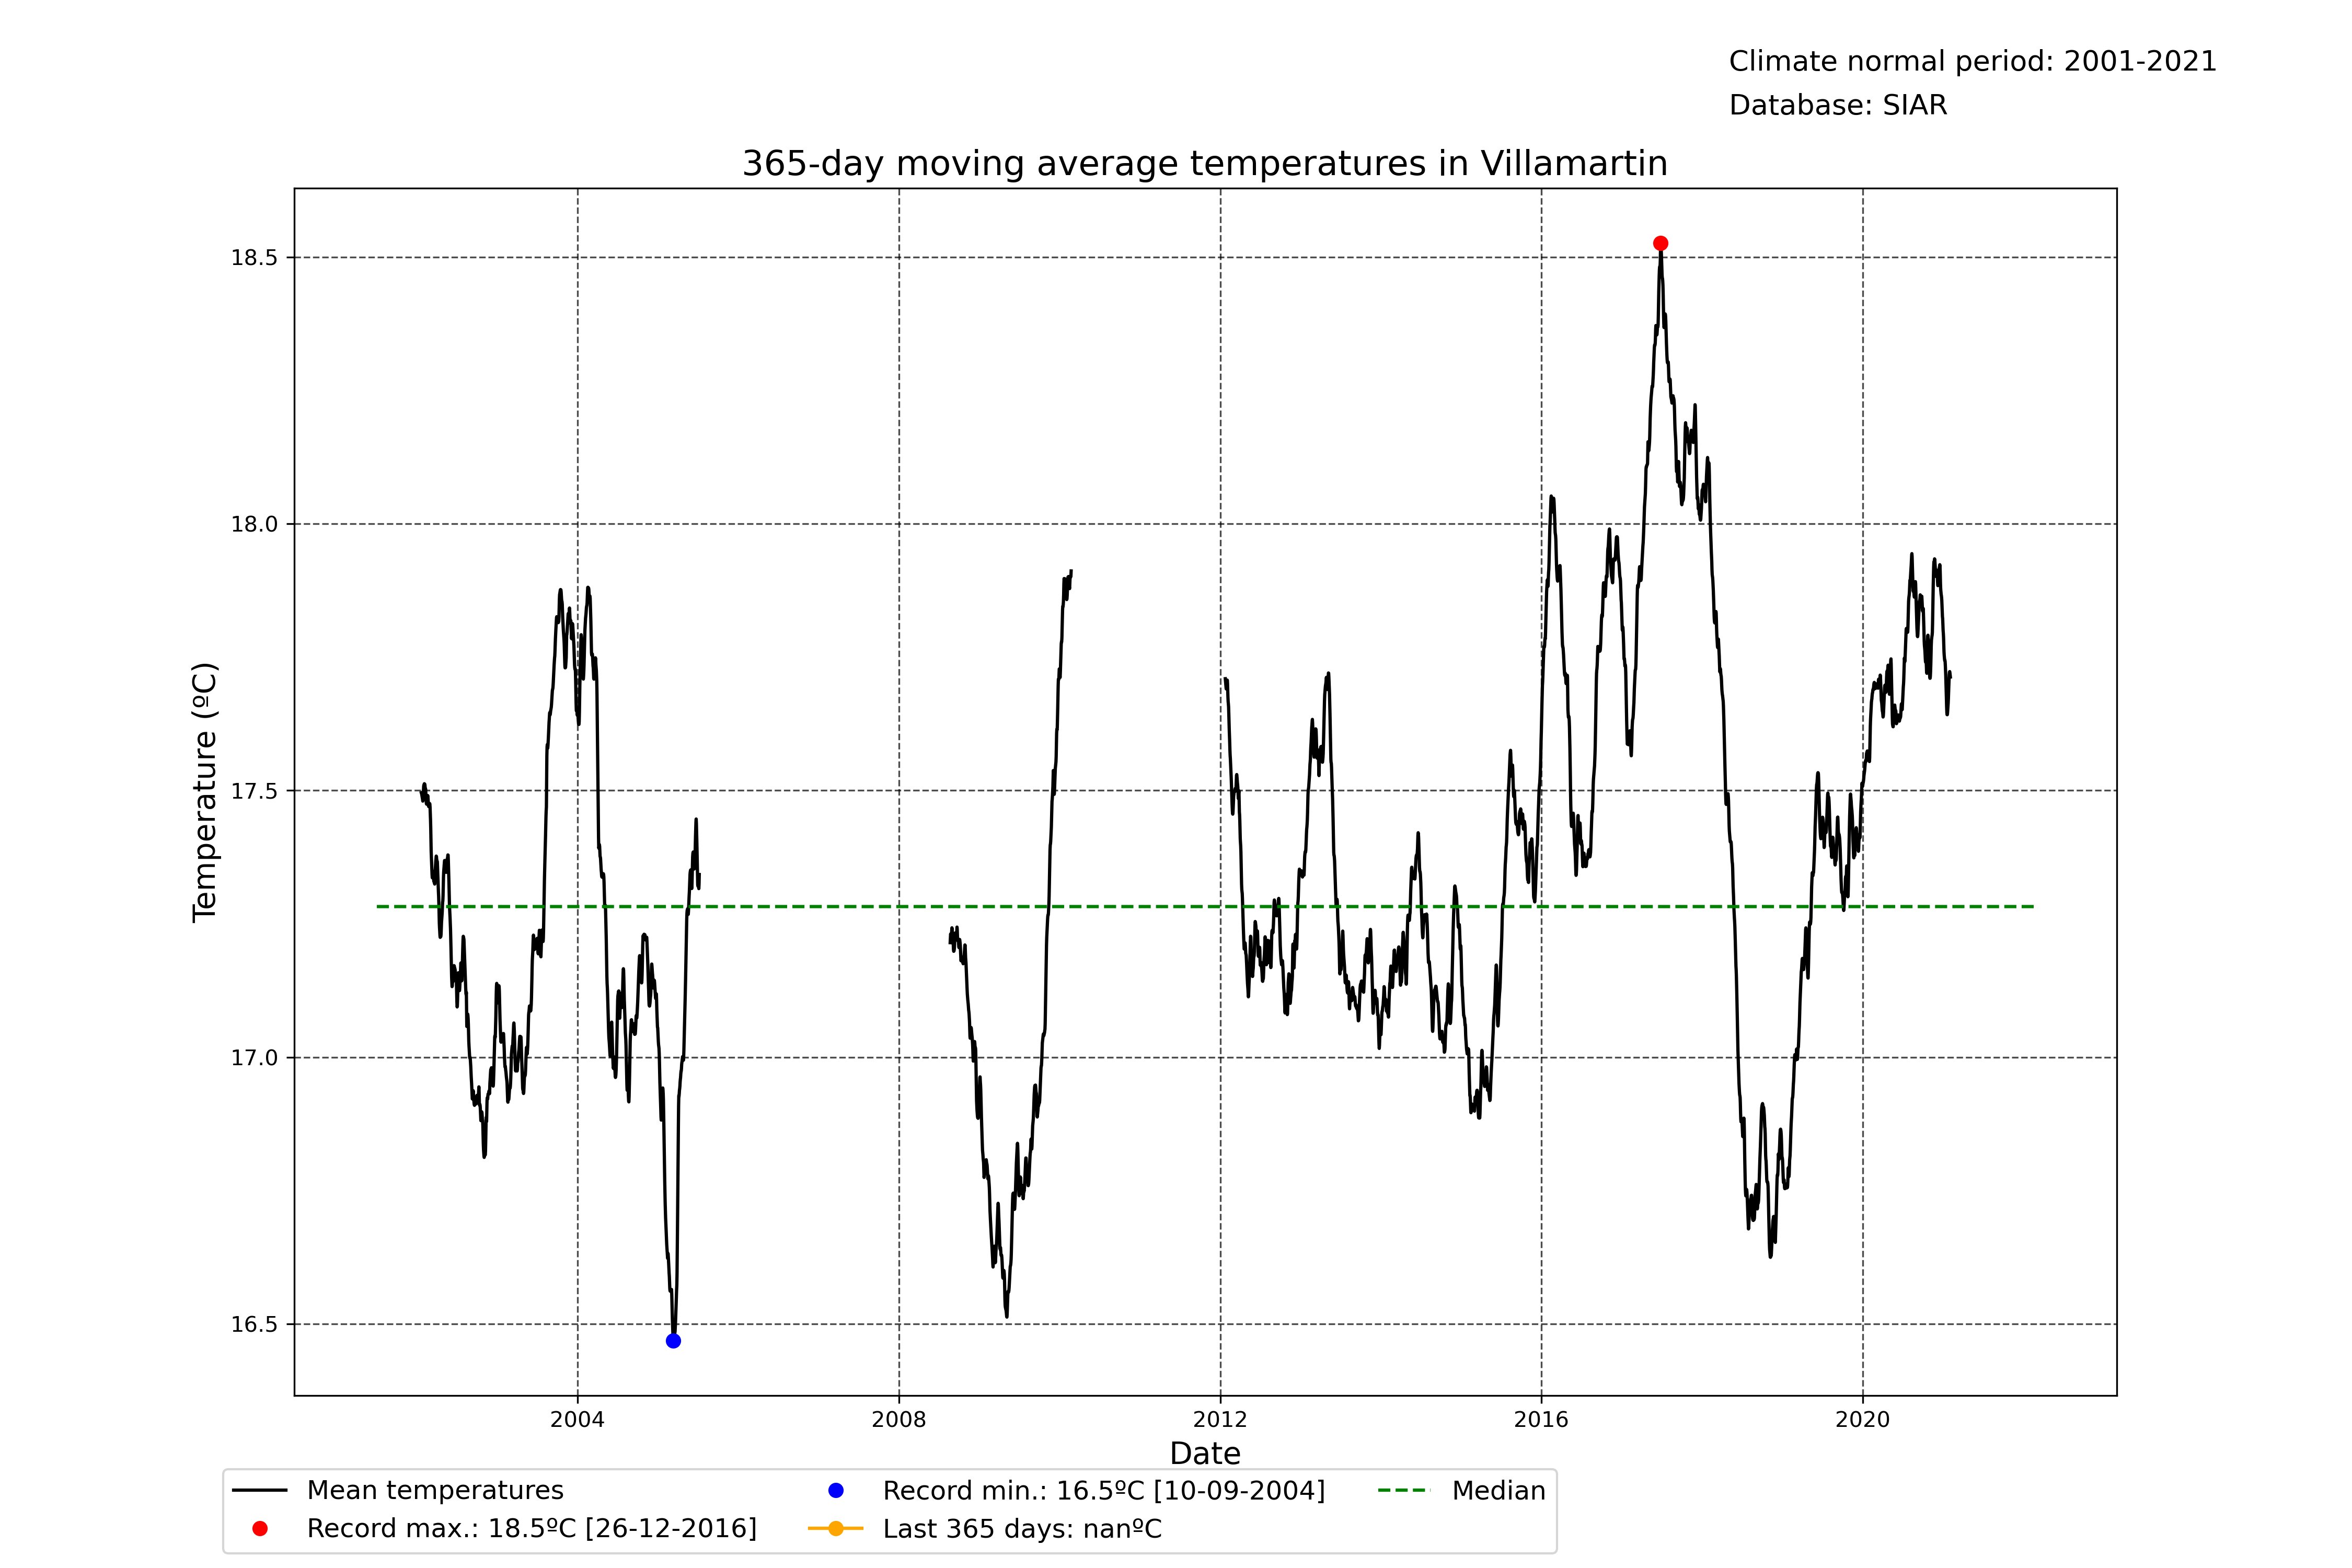 Climate normal period: 2001-2021
Database: SIAR
365-day moving average temperatures in Villamartin
Temperature (ºC)
18.5
18.0
17.5
17.0
16.5
2004 2008 2012 2016 2020
Date
Mean temperatures
Record max.: 18.5ºC [26-12-2016]
Record min.: 16.5ºC [10-09-2004]
Last 365 days: nanºC
Median